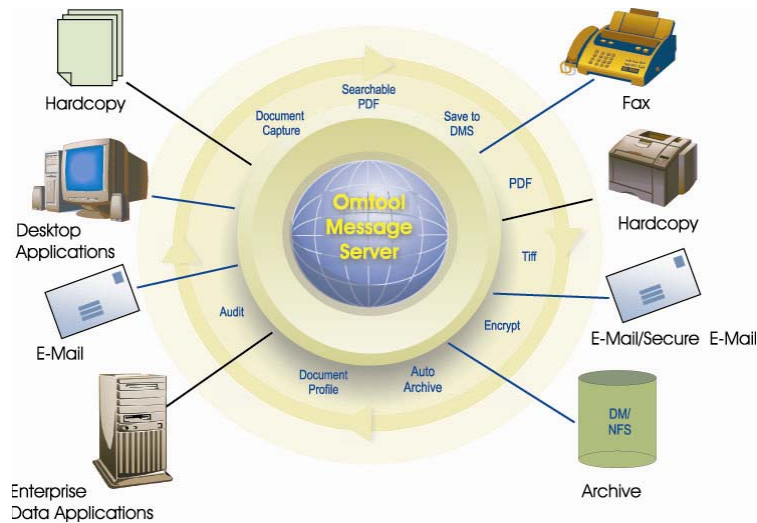 Hardcopy
Desktop
Applications
E-Mail
Enterprise
Data Applications
Document
Capture
Searchable
PDF
Save to
DMS
PDF
Tiff
Encrypt
Auto
Archive
Document
Profile
Audit
Omtool
Message
Server
Fax
Hardcopy
E-Mail/Secure E-Mail
DM/
NFS
Archive